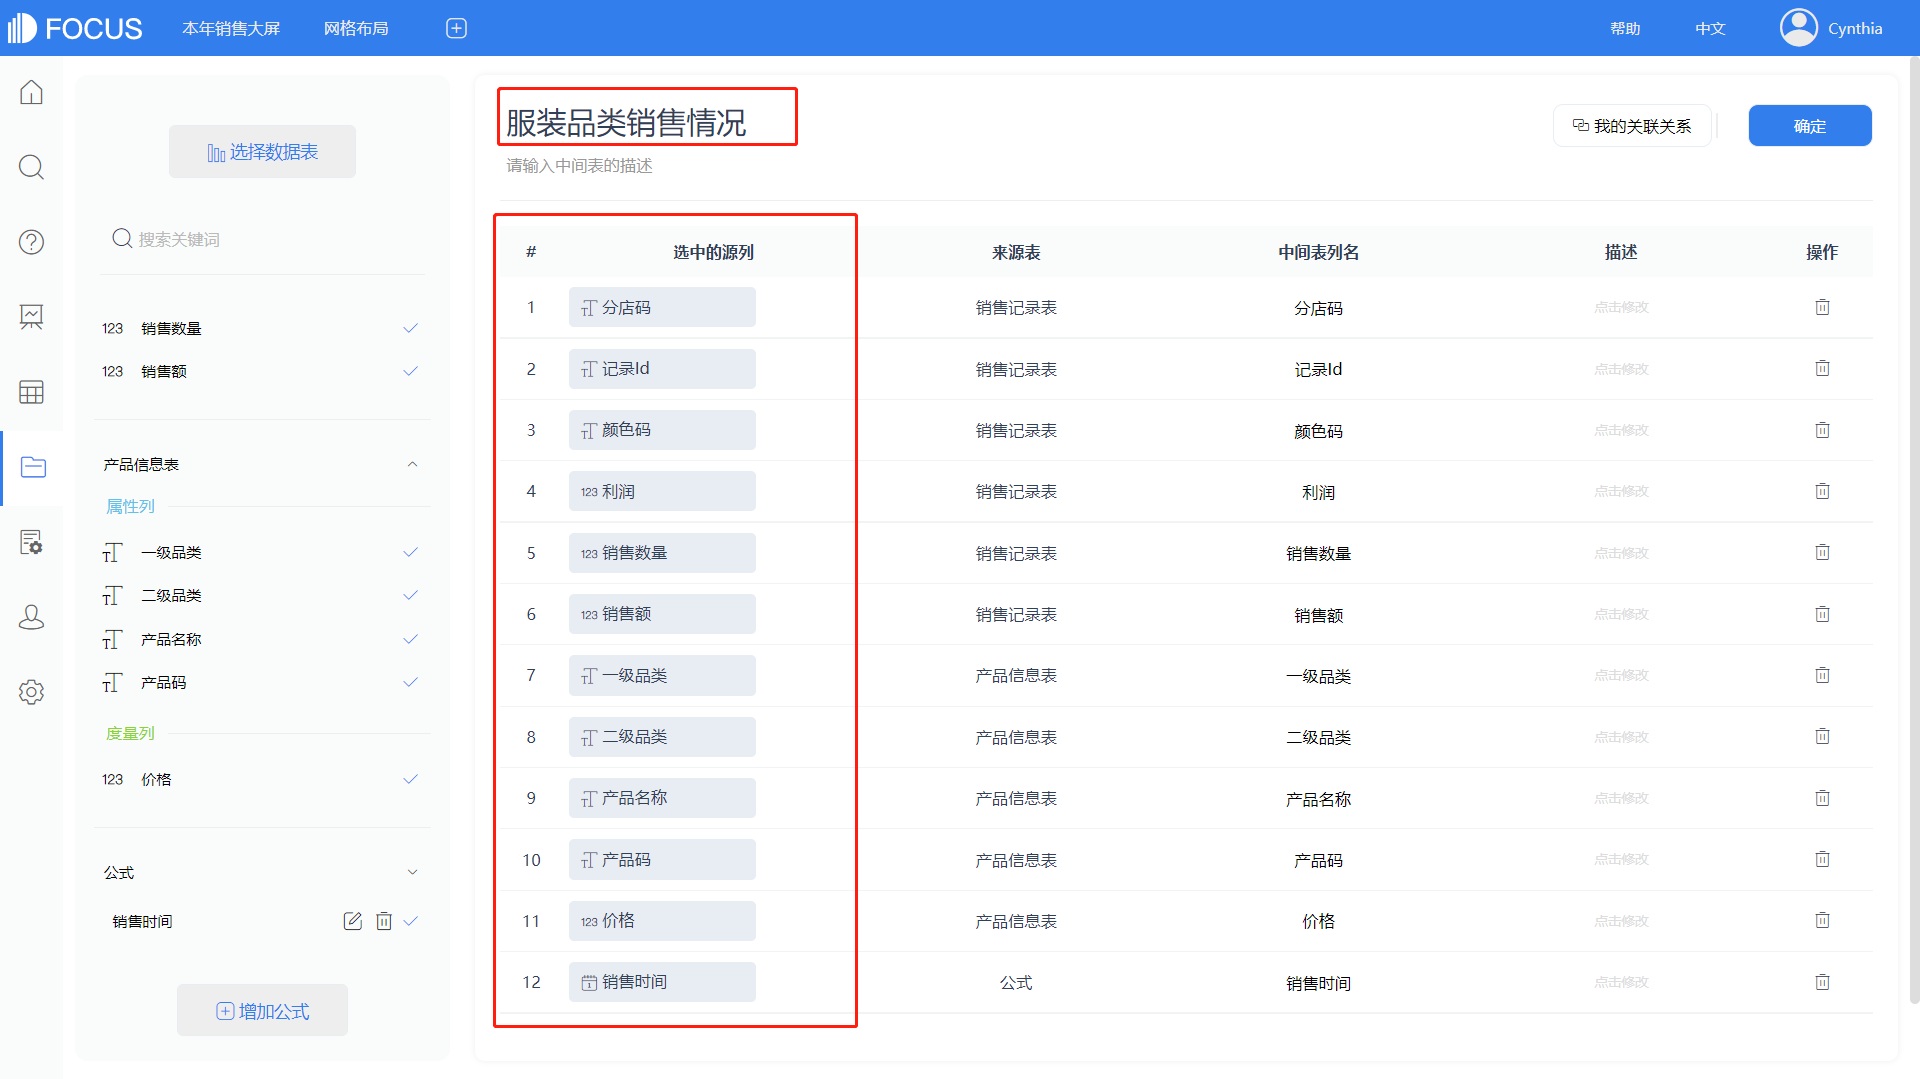 FOCUS 本年销售大屏 网格布局 帮助 中文 Cynthia
选择数据表
搜索关键词
123 销售数量
123 销售额
产品信息表
属性列
一级品类
二级品类
产品名称
产品码
度量列
123 价格
公式
销售时间
增加公式
服装品类销售情况
请输入中间表的描述
我的关联关系
确定
# 选中的源列 来源表 中间表列名 描述 操作
1 分店码 销售记录表 分店码 点击修改
2 记录Id 销售记录表 记录Id 点击修改
3 颜色码 销售记录表 颜色码 点击修改
4 123 利润 销售记录表 利润 点击修改
5 123 销售数量 销售记录表 销售数量 点击修改
6 123 销售额 销售记录表 销售额 点击修改
7 一级品类 产品信息表 一级品类 点击修改
8 二级品类 产品信息表 二级品类 点击修改
9 产品名称 产品信息表 产品名称 点击修改
10 产品码 产品信息表 产品码 点击修改
11 123 价格 产品信息表 价格 点击修改
12 销售时间 公式 销售时间 点击修改